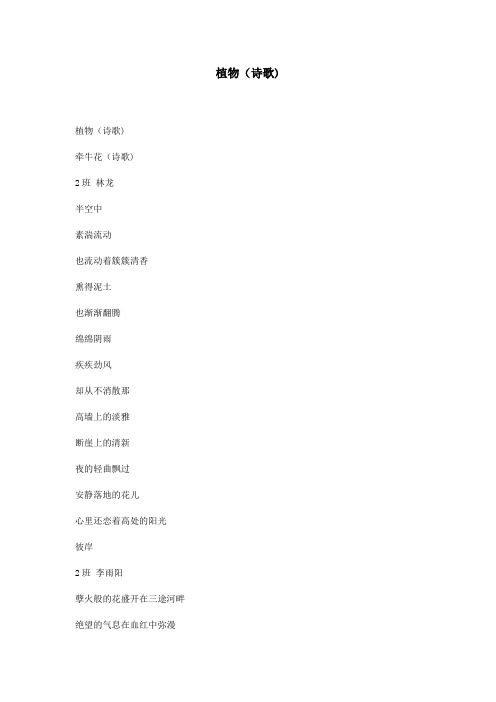 植物（诗歌)
植物（诗歌)
牵牛花（诗歌)
2班 林龙
半空中
素湍流动
也流动着簇簇清香
熏得泥土
也渐渐翻腾
绵绵阴雨
疾疾劲风
却从不消散那
高墙上的淡雅
断崖上的清新
夜的轻曲飘过
安静落地的花儿
心里还恋着高处的阳光
彼岸
2班 李雨阳
孽火般的花盛开在三途河畔
绝望的气息在血红中弥漫